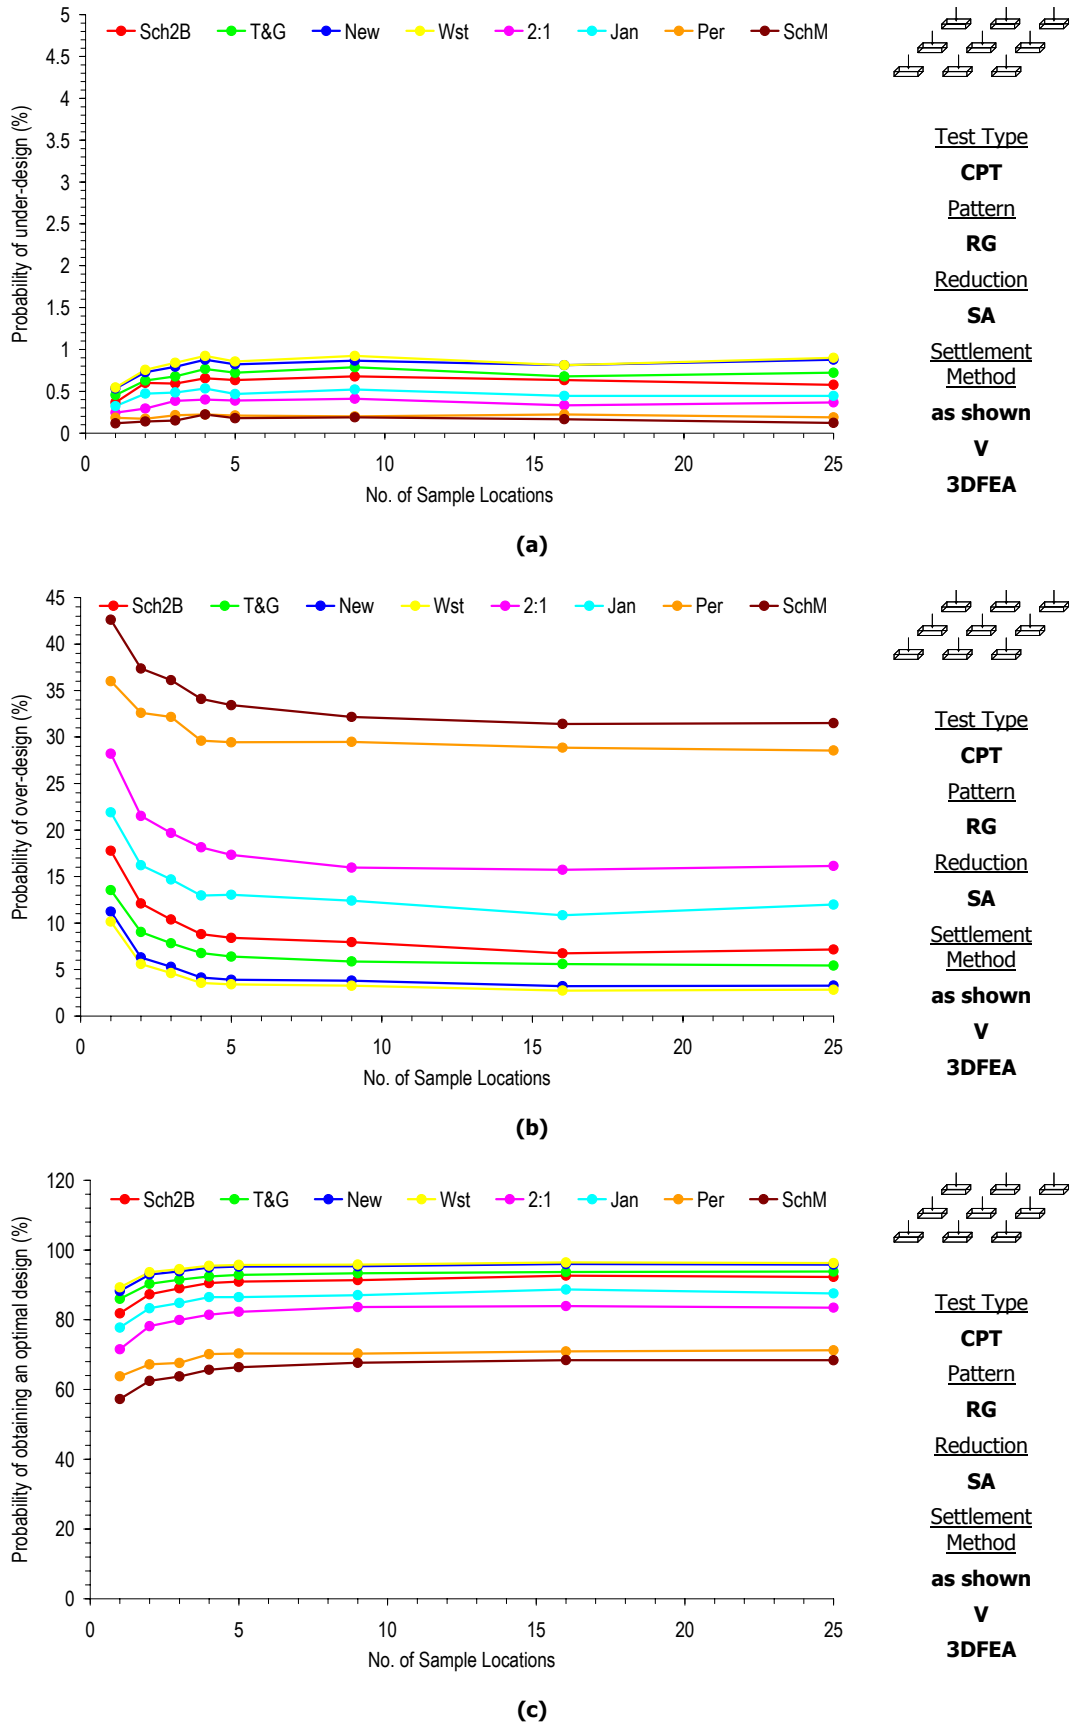 Sch2B T&G New Wst 2:1 Jan Per SchM
5
4.5
4
3.5
3
2.5
2
1.5
1
0.5
0
Probability of under-design (%)
0 5 10 15 20 25
No. of Sample Locations
Test Type
CPT
Pattern
RG
Reduction
SA
Settlement
Method
as shown
V
3DFEA
(a)
Sch2B T&G New Wst 2:1 Jan Per SchM
45
40
35
30
25
20
15
10
5
0
Probability of over-design (%)
0 5 10 15 20 25
No. of Sample Locations
Test Type
CPT
Pattern
RG
Reduction
SA
Settlement
Method
as shown
V
3DFEA
(b)
Sch2B T&G New Wst 2:1 Jan Per SchM
120
100
80
60
40
20
0
Probability of obtaining an optimal design (%)
0 5 10 15 20 25
No. of Sample Locations
Test Type
CPT
Pattern
RG
Reduction
SA
Settlement
Method
as shown
V
3DFEA
(c)